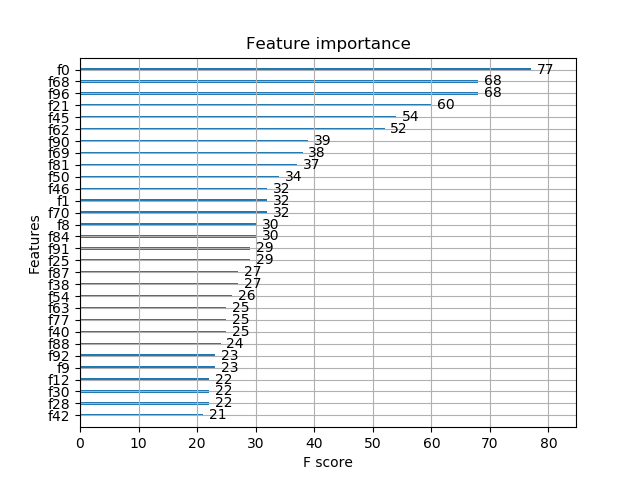 Feature importance
Features
f0 77
f68 68
f96 68
f21 60
f45 54
f62 52
f90 39
f69 38
f81 37
f50 34
f46 32
f1 32
f70 32
f8 30
f84 30
f91 29
f25 29
f87 27
f38 27
f54 26
f63 25
f77 25
f40 25
f88 24
f92 23
f9 23
f12 22
f30 22
f28 22
f42 21
0 10 20 30 40 50 60 70 80
F score